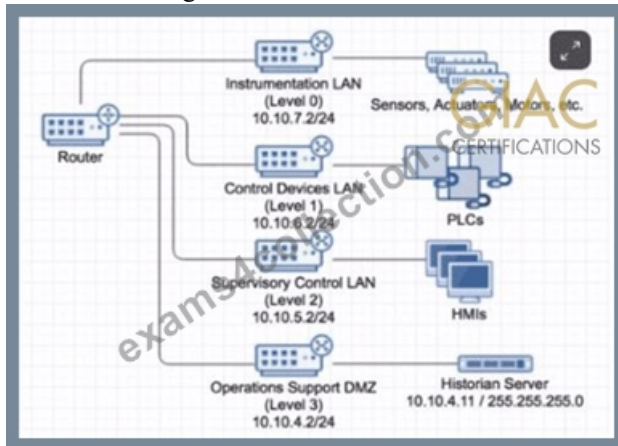 Instrumentation LAN
(Level 0)
10.10.7.2/24
Sensors, Actuators, Motors, etc.
GIAC
CERTIFICATIONS
Router
Control Devices LAN
(Level 1)
10.10.6.2/24
PLCs
Supervisory Control LAN
(Level 2)
10.10.5.2/24
HMIs
exams4collection.com
Operations Support DMZ
(Level 3)
10.10.4.2/24
Historian Server
10.10.4.11 / 255.255.255.0